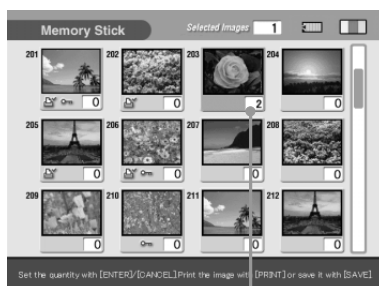 Memory Stick Selected Images 1
201 202 203 204
0 0 2 0
205 206 207 208
0 0 0 0
209 210 211 212
0 0 0 0
Set the quantity with [ENTER]/[CANCEL].Print the image with [PRINT] or save it with [SAVE]